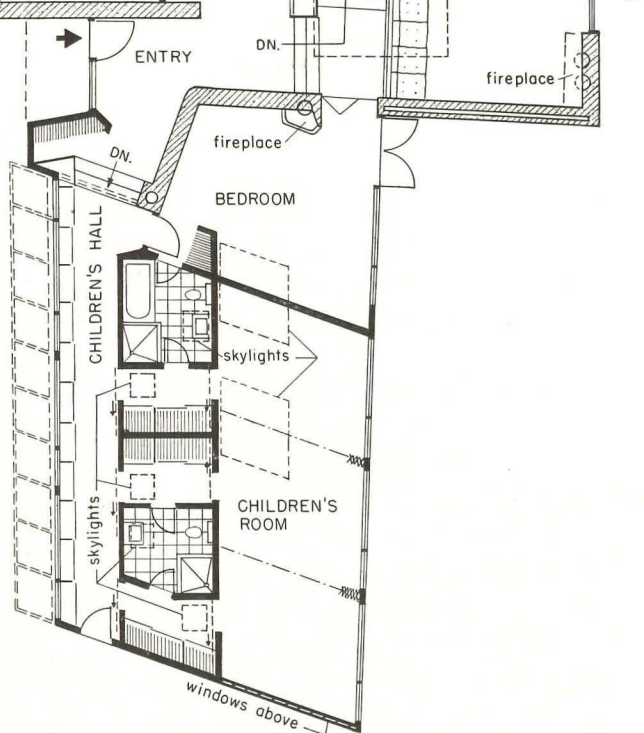 ENTRY
DN.
fireplace
fireplace
DN.
BEDROOM
CHILDREN'S HALL
skylights
skylights
CHILDREN'S
ROOM
windows above